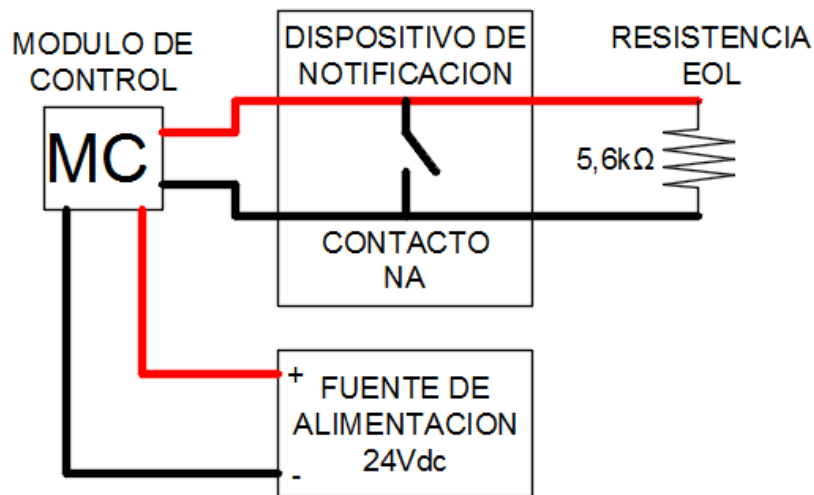 MODULO DE
CONTROL
MC
DISPOSITIVO DE
NOTIFICACION
CONTACTO
NA
RESISTENCIA
EOL
5,6kΩ
+
FUENTE DE
ALIMENTACION
24Vdc
-